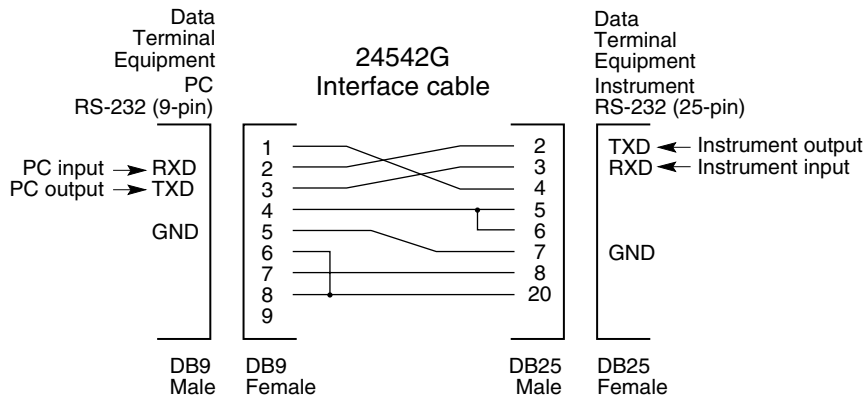 Data
Terminal
Equipment
PC
RS-232 (9-pin)
24542G
Interface cable
Data
Terminal
Equipment
Instrument
RS-232 (25-pin)
PC input
RXD
PC output
TXD
GND
1
2
3
4
5
6
7
8
9
2
3
4
5
6
7
8
20
TXD
Instrument output
RXD
Instrument input
GND
DB9
Male
DB9
Female
DB25
Male
DB25
Female